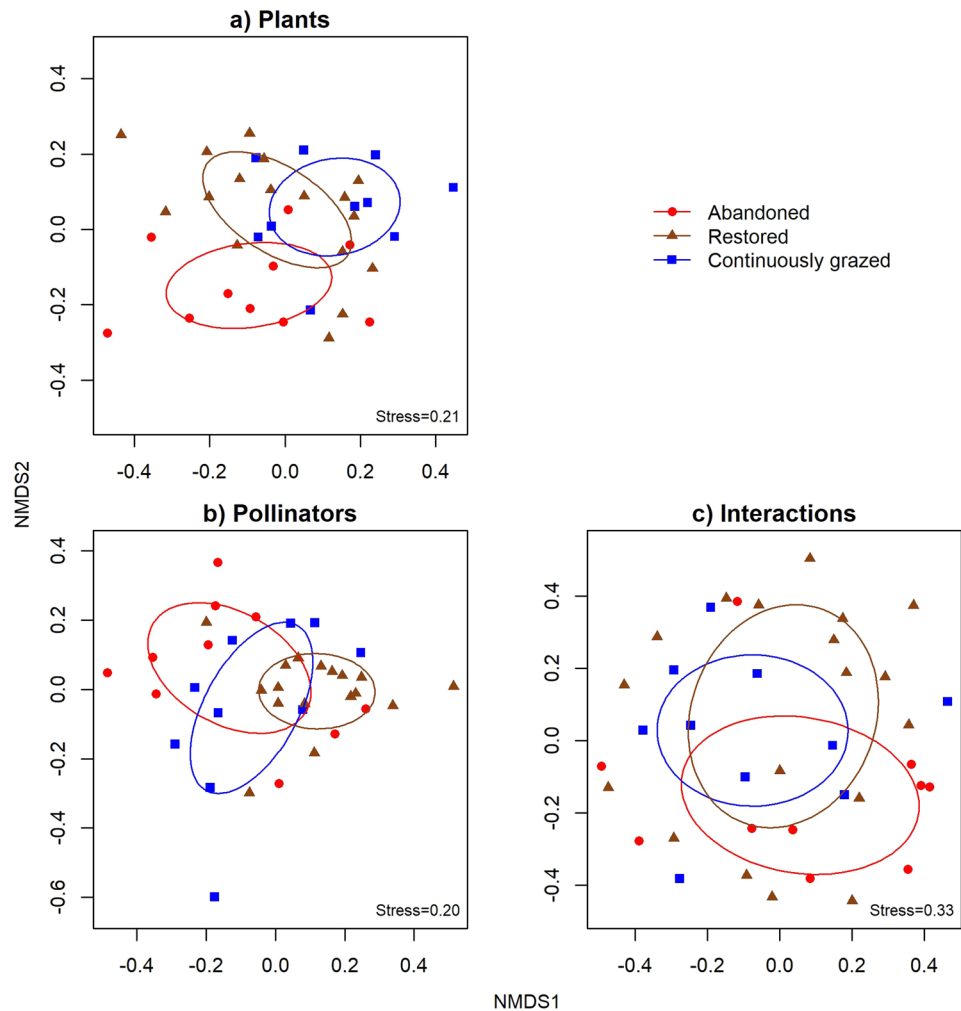 a) Plants
0.4
0.2
0.0
-0.2
-0.4
Stress=0.21
-0.4 -0.2 0.0 0.2 0.4
Abandoned
Restored
Continuously grazed
NMDS2
b) Pollinators
0.4
0.2
0.0
-0.2
-0.4
-0.6
Stress=0.20
-0.4 -0.2 0.0 0.2 0.4
c) Interactions
0.4
0.2
0.0
-0.2
-0.4
Stress=0.33
-0.4 -0.2 0.0 0.2 0.4
NMDS1